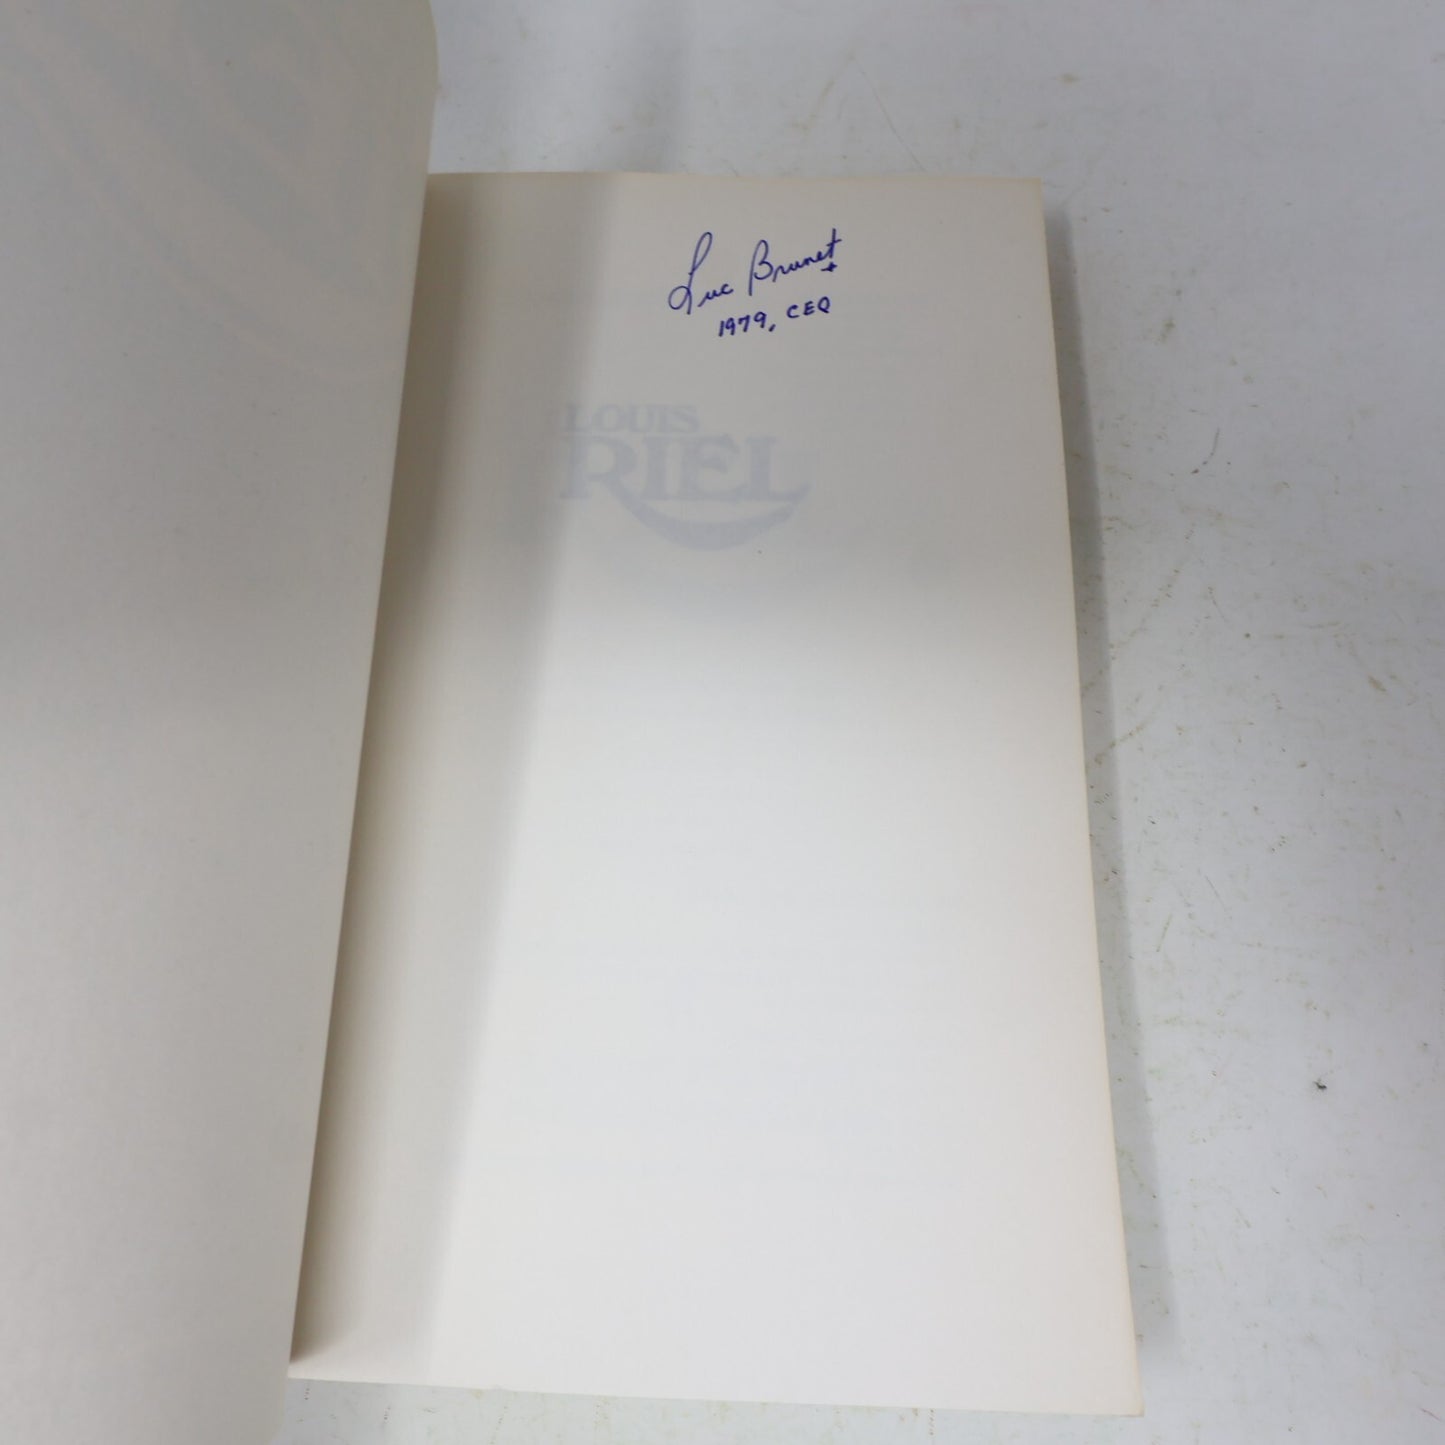 Luc Brunet
1979, CEQ
LOUIS
RIEL